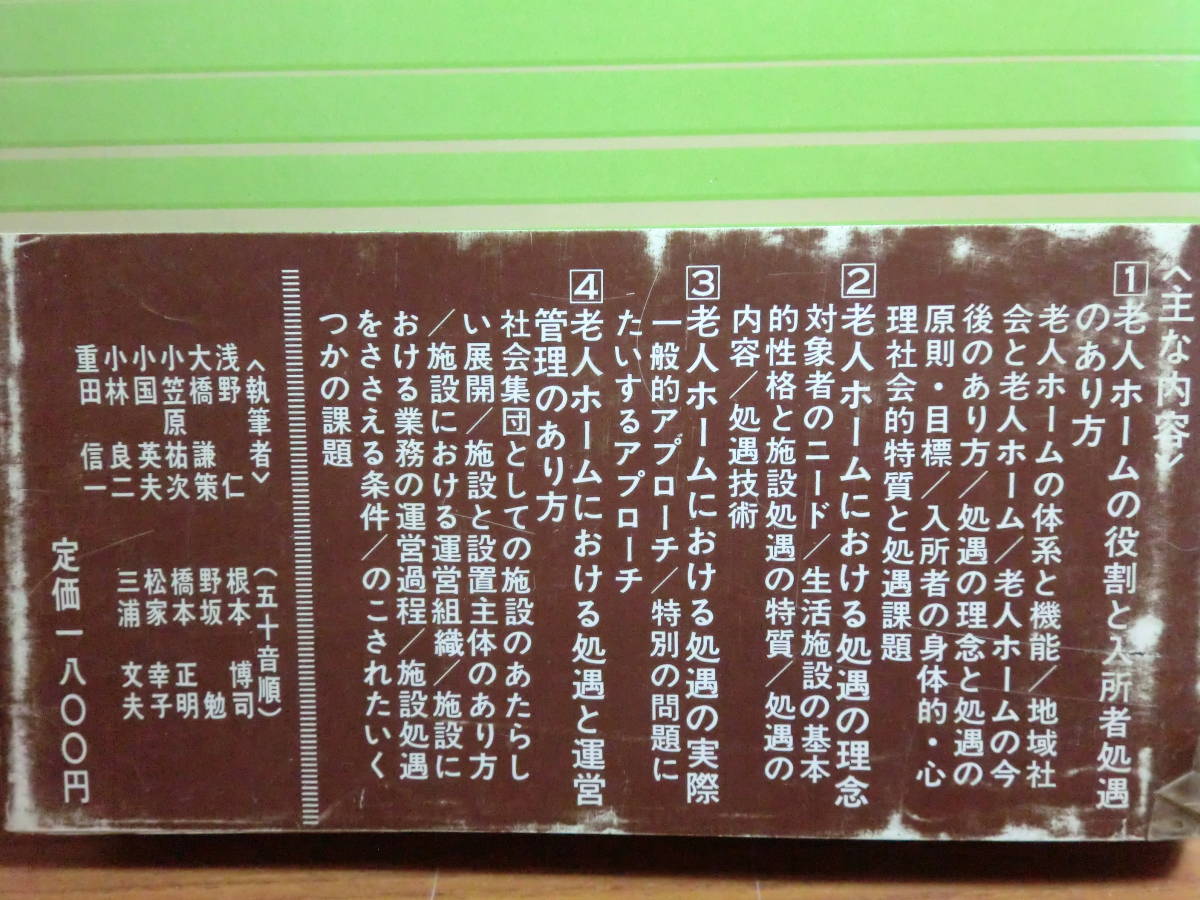 〈主な内容〉
1 老人ホームの役割と入所者処遇
のあり方
老人ホームの体系と機能/地域社
会と老人ホーム/老人ホームの今
後のあり方/処遇の理念と処遇の
原則・目標/入所者の身体的・心
理社会的特質と処遇課題
2 老人ホームにおける処遇の理念
対象者のニード/生活施設の基本
的性格と施設処遇の特質/処遇の
内容/処遇技術
3 老人ホームにおける処遇の実際
一般的アプローチ/特別の問題に
たいするアプローチ
4 老人ホームにおける処遇と運営
管理のあり方
社会集団としての施設のあたらし
い展開/施設と設置主体のあり方
/施設における運営組織/施設に
おける業務の運営過程/施設処遇
をささえる条件/のこされたいく
つかの課題
〈執筆者〉(五十音順)
浅野 仁
大橋 謙策
小笠原 祐次
小国 英夫
小林 良二
重田 信一
根本 博司
野坂 勉
橋本 正明
松家 幸子
三浦 文夫
定価一八〇〇円